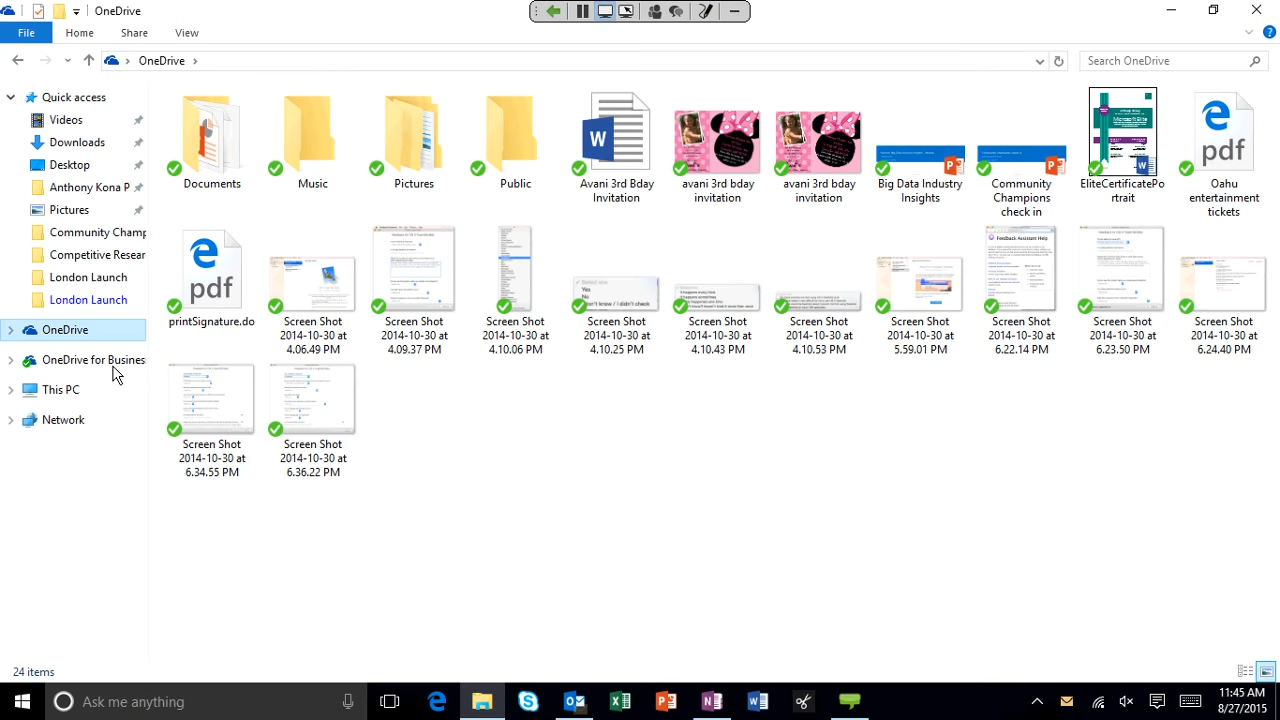 OneDrive
File Home Share View
OneDrive
Search OneDrive
Quick access
Videos
Downloads
Desktop
Anthony Kona P
Pictures
Community Champ
Competitive Resea
London Launch
London Launch
OneDrive
OneDrive for Busines
This PC
Network
Documents
Music
Pictures
Public
Avani 3rd Bday
Invitation
avani 3rd bday
invitation
avani 3rd bday
invitation
Big Data Industry
Insights
Community
Champions
check in
EliteCertificatePo
rtrait
pdf
Oahu
entertainment
tickets
pdf
printSignature.do
Screen Shot
2014-10-30 at
4.06.49 PM
Screen Shot
2014-10-30 at
4.09.37 PM
Screen Shot
2014-10-30 at
4.10.06 PM
Screen Shot
2014-10-30 at
4.10.25 PM
Screen Shot
2014-10-30 at
4.10.43 PM
Screen Shot
2014-10-30 at
4.10.53 PM
Screen Shot
2014-10-30 at
5.59.01 PM
Feedback Assistant Help
Screen Shot
2014-10-30 at
6.22.14 PM
Screen Shot
2014-10-30 at
6.23.50 PM
Screen Shot
2014-10-30 at
6.24.40 PM
Screen Shot
2014-10-30 at
6.34.55 PM
Screen Shot
2014-10-30 at
6.36.22 PM
24 items
Ask me anything
11:45 AM
8/27/2015